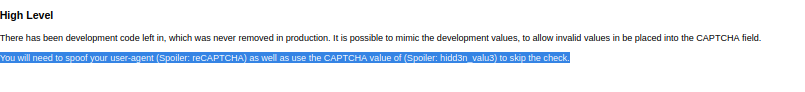 High Level
There has been development code left in, which was never removed in production. It is possible to mimic the development values, to allow invalid values in be placed into the CAPTCHA field.
You will need to spoof your user-agent (Spoiler: reCAPTCHA) as well as use the CAPTCHA value of (Spoiler: hidd3n_valu3) to skip the check.